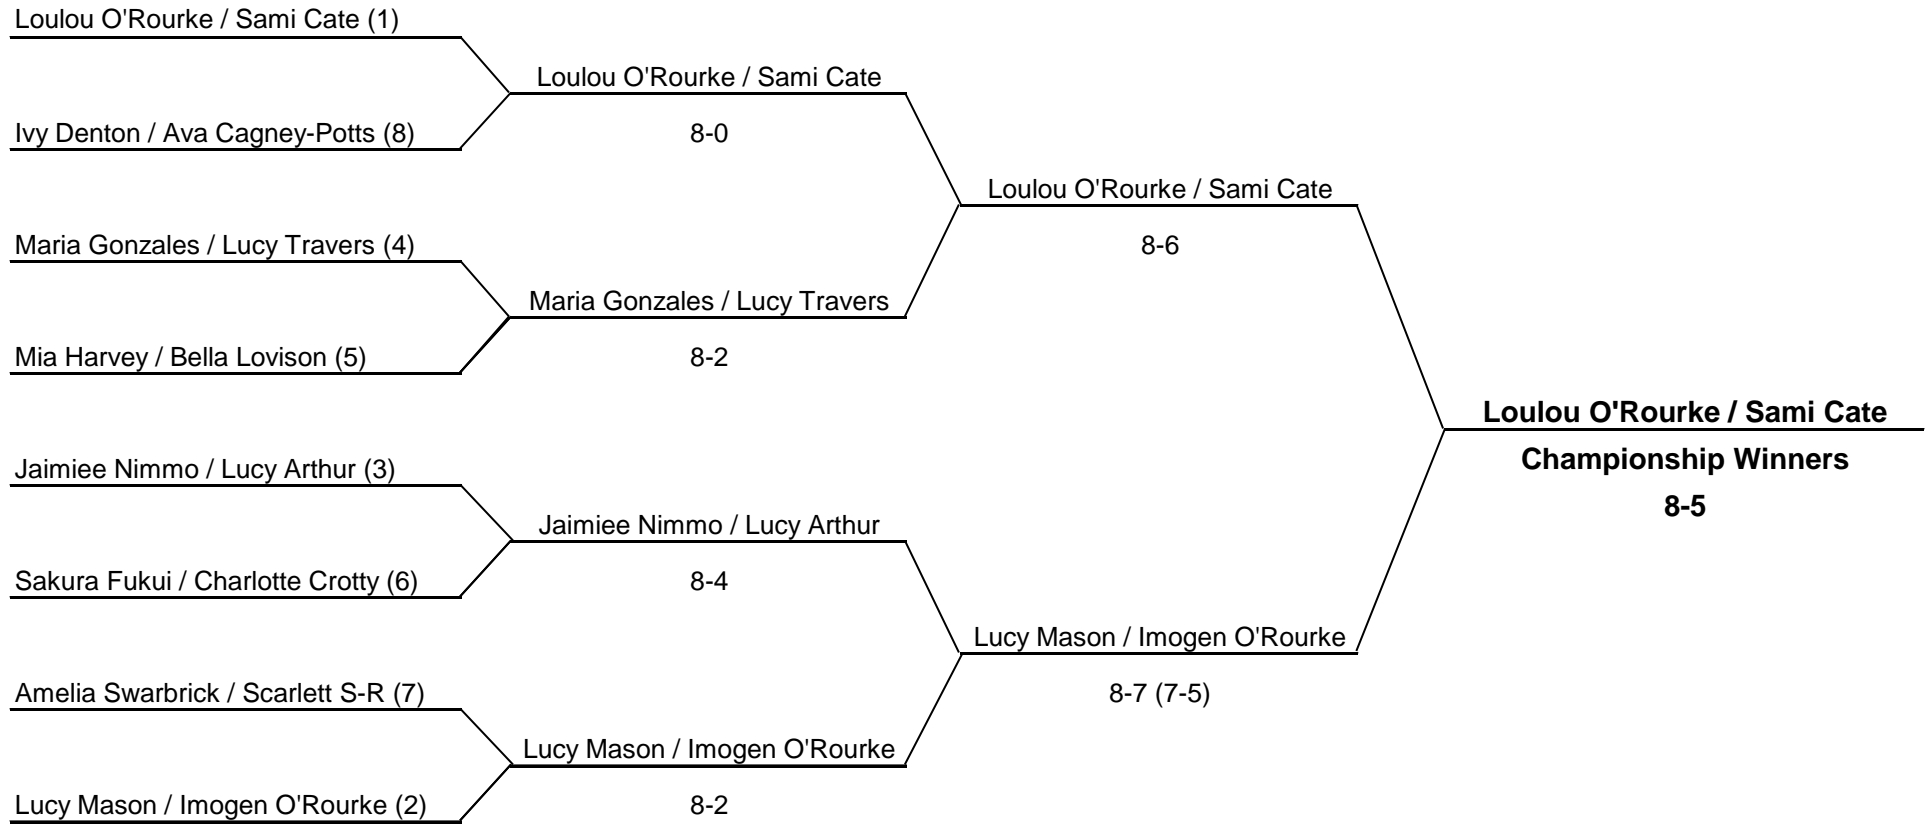 Loulou O'Rourke / Sami Cate (1)
Loulou O'Rourke / Sami Cate
Ivy Denton / Ava Cagney-Potts (8)
8-0
Loulou O'Rourke / Sami Cate
Maria Gonzales / Lucy Travers (4)
8-6
Maria Gonzales / Lucy Travers
Mia Harvey / Bella Lovison (5)
8-2
Loulou O'Rourke / Sami Cate
Championship Winners
8-5
Jaimiee Nimmo / Lucy Arthur (3)
Jaimiee Nimmo / Lucy Arthur
Sakura Fukui / Charlotte Crotty (6)
8-4
Lucy Mason / Imogen O'Rourke
Amelia Swarbrick / Scarlett S-R (7)
8-7 (7-5)
Lucy Mason / Imogen O'Rourke
Lucy Mason / Imogen O'Rourke (2)
8-2